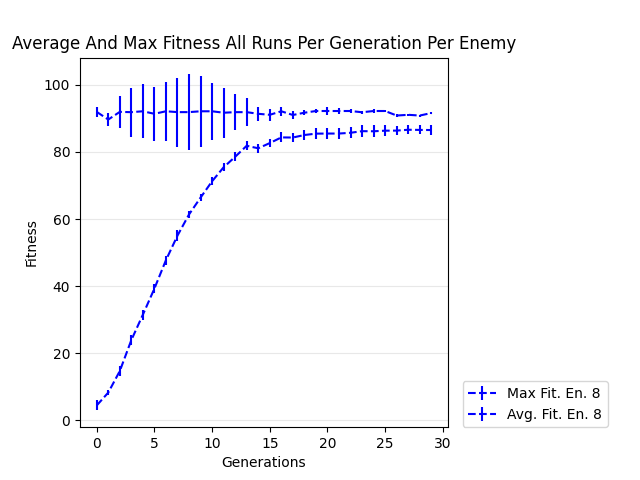 Average And Max Fitness All Runs Per Generation Per Enemy
100
80
60
40
20
0
Fitness
0 5 10 15 20 25 30
Generations
Max Fit. En. 8
Avg. Fit. En. 8